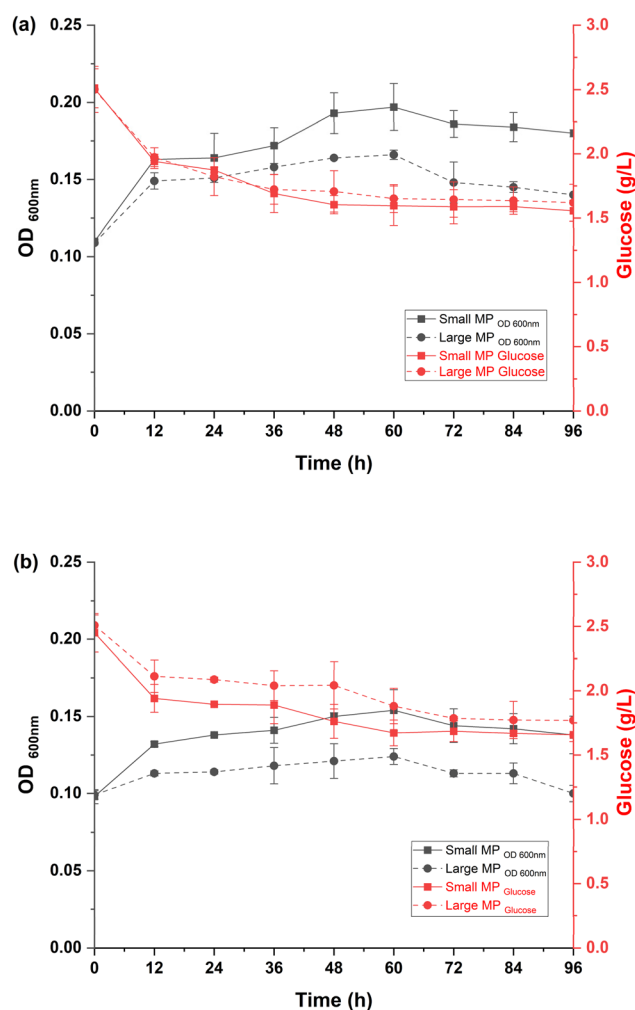 (a)
0.25
0.20
0.15
0.10
0.05
0.00
OD 600nm
3.0
2.5
2.0
1.5
1.0
0.5
0.0
Glucose (g/L)
Small MP OD 600nm
Large MP OD 600nm
Small MP Glucose
Large MP Glucose
0 12 24 36 48 60 72 84 96
Time (h)
(b)
0.25
0.20
0.15
0.10
0.05
0.00
OD 600nm
3.0
2.5
2.0
1.5
1.0
0.5
0.0
Glucose (g/L)
Small MP OD 600nm
Large MP OD 600nm
Small MP Glucose
Large MP Glucose
0 12 24 36 48 60 72 84 96
Time (h)